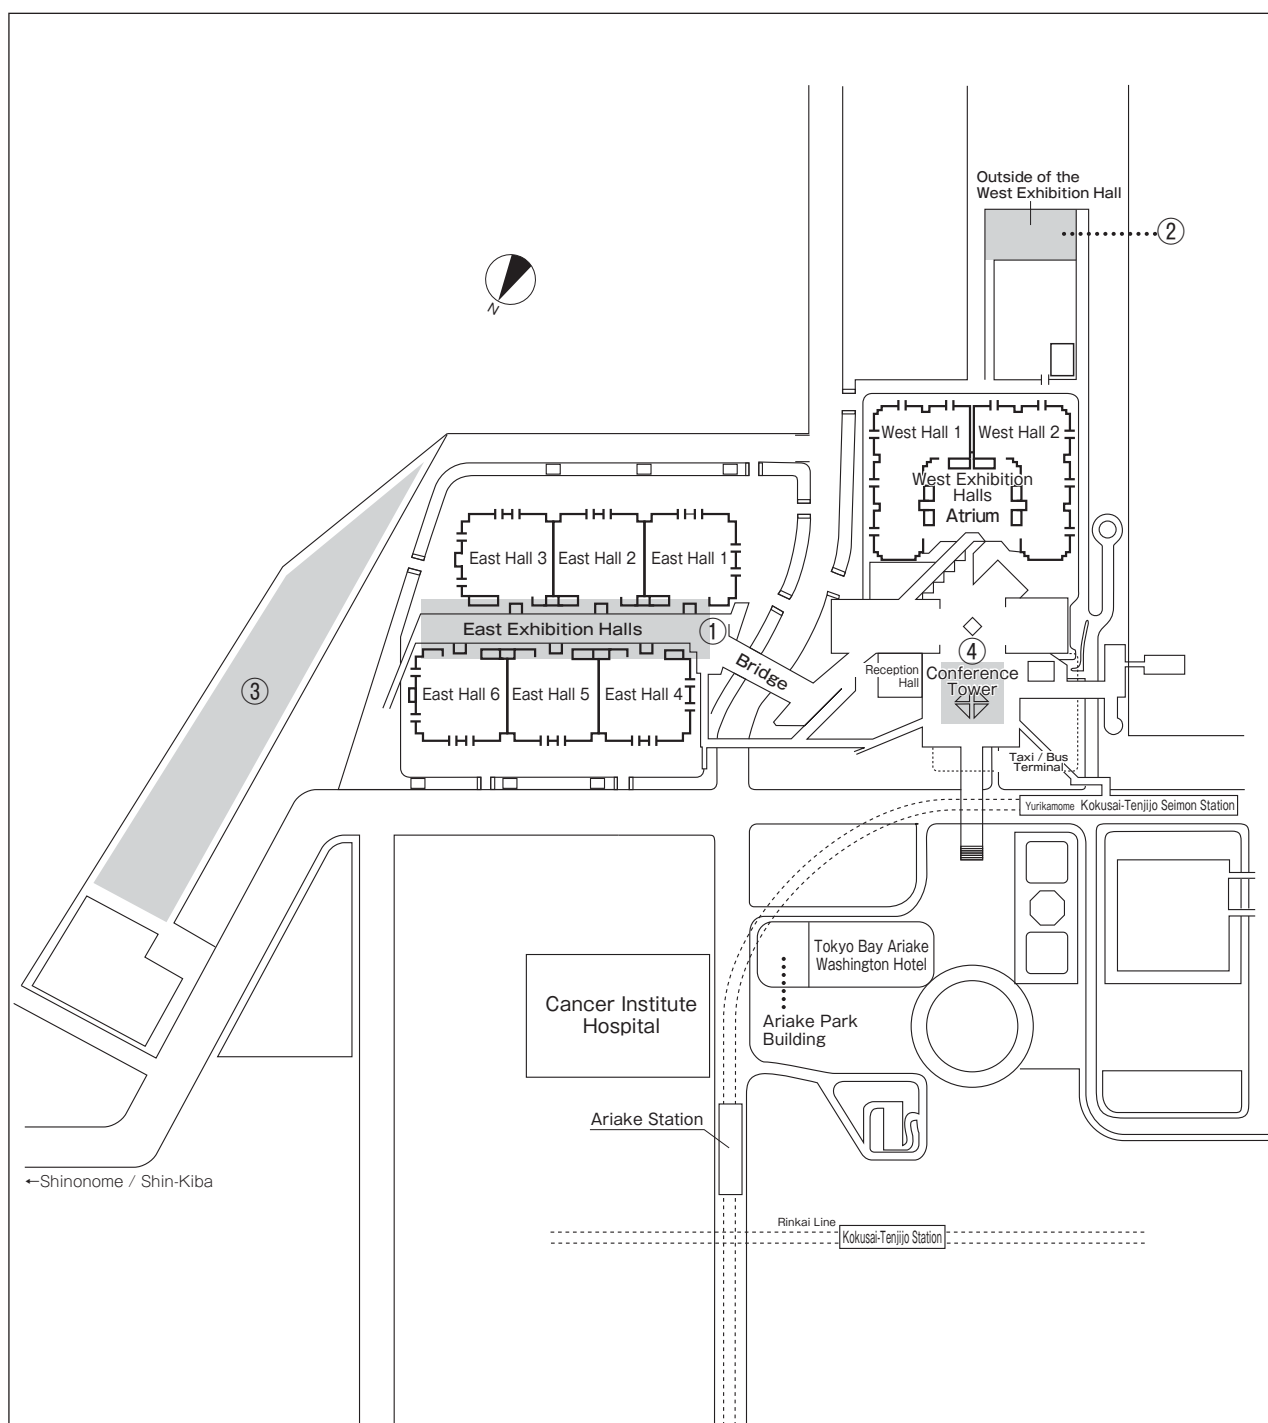 Outside of the
West Exhibition Hall
②
N
West Hall 1
West Hall 2
West Exhibition
Halls
Atrium
East Hall 3
East Hall 2
East Hall 1
East Exhibition Halls
①
East Hall 6
East Hall 5
East Hall 4
Bridge
③
④
Reception
Hall
Conference
Tower
Taxi / Bus
Terminal
Yurikamome Kokusai-Tenjijo Seimon Station
Tokyo Bay Ariake
Washington Hotel
Cancer Institute
Hospital
Ariake Park
Building
Ariake Station
←Shinonome / Shin-Kiba
Rinkai Line
Kokusai-Tenjijo Station